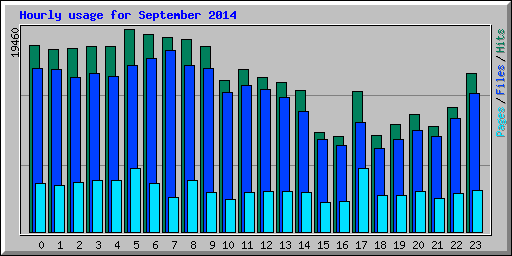 Hourly usage for September 2014
19460
Pages/Files/Hits
0 1 2 3 4 5 6 7 8 9 10 11 12 13 14 15 16 17 18 19 20 21 22 23